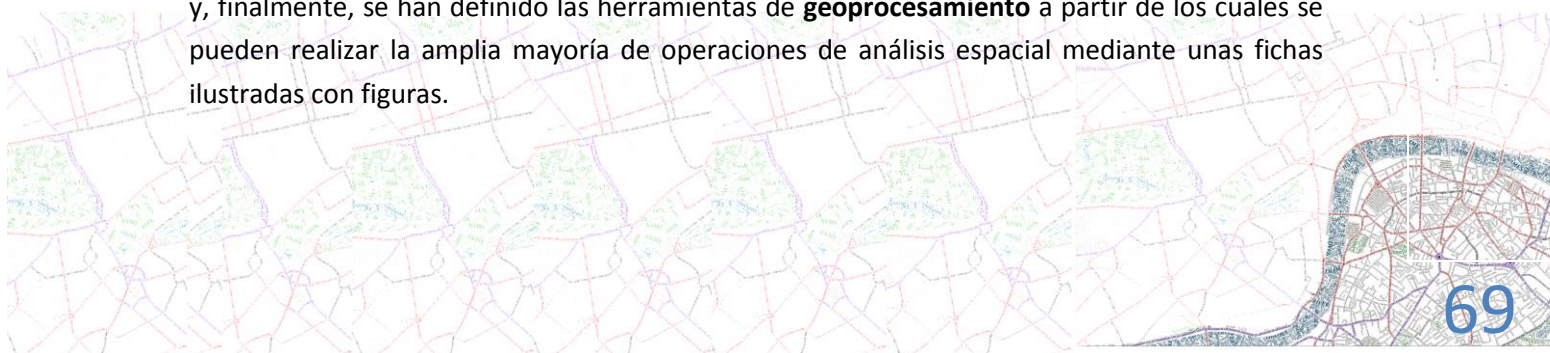 y, finalmente, se han definido las herramientas de geoprocesamiento a partir de los cuales se
pueden realizar la amplia mayoría de operaciones de análisis espacial mediante unas fichas
ilustradas con figuras.
69